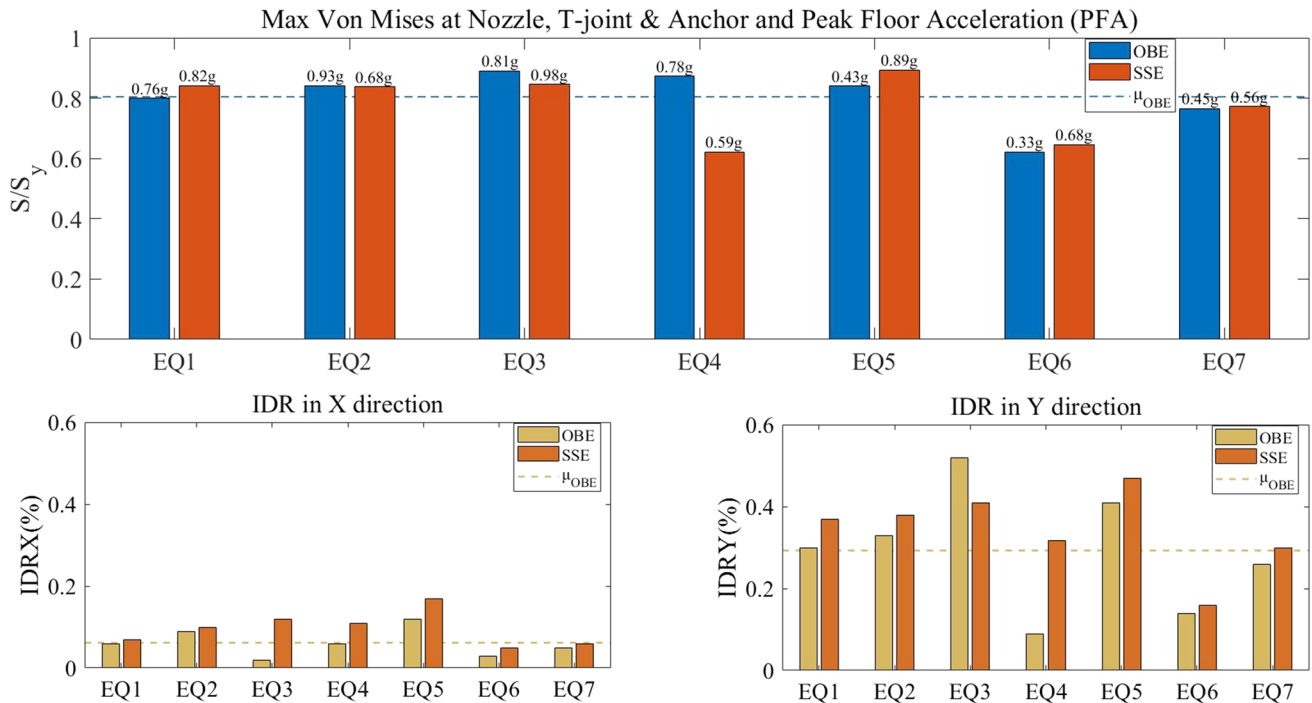 Max Von Mises at Nozzle, T-joint & Anchor and Peak Floor Acceleration (PFA)
S/Sy
1
0.8
0.6
0.4
0.2
0
0.76g 0.82g 0.93g 0.68g 0.81g 0.98g 0.78g 0.59g 0.43g 0.89g 0.33g 0.68g 0.45g 0.56g
OBE
SSE
μOBE
EQ1 EQ2 EQ3 EQ4 EQ5 EQ6 EQ7
IDR in X direction
IDRX(%)
0.6
0.4
0.2
0
OBE
SSE
μOBE
EQ1 EQ2 EQ3 EQ4 EQ5 EQ6 EQ7
IDR in Y direction
IDRY(%)
0.6
0.4
0.2
0
OBE
SSE
μOBE
EQ1 EQ2 EQ3 EQ4 EQ5 EQ6 EQ7